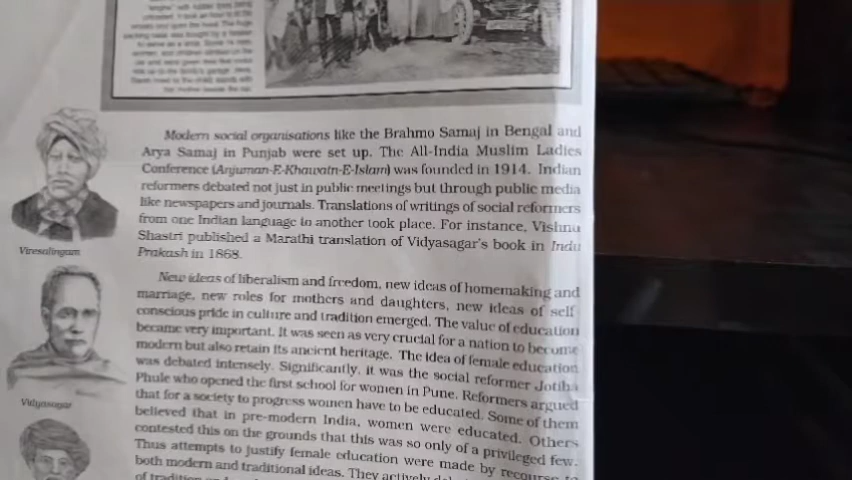 Modern social organisations like the Brahmo Samaj in Bengal and
Arya Samaj in Punjab were set up. The All-India Muslim Ladies
Conference (Anjuman-E-Khawatn-E-Islam) was founded in 1914. Indian
reformers debated not just in public meetings but through public media
like newspapers and journals. Translations of writings of social reformers
from one Indian language to another took place. For instance, Vishnu
Shastri published a Marathi translation of Vidyasagar's book in Indu
Prakash in 1868.
Viresalingam
New ideas of liberalism and freedom, new ideas of homemaking and
marriage, new roles for mothers and daughters, new ideas of self
conscious pride in culture and tradition emerged. The value of education
became very important. It was seen as very crucial for a nation to become
modern but also retain its ancient heritage. The idea of female education
was debated intensely. Significantly, it was the social reformer Jotiba
Phule who opened the first school for women in Pune. Reformers argued
that for a society to progress women have to be educated. Some of them
believed that in pre-modern India, women were educated. Others
contested this on the grounds that this was so only of a privileged few.
Thus attempts to justify female education were made by recourse to
both modern and traditional ideas. They actively
of tradition
Vidyasagar